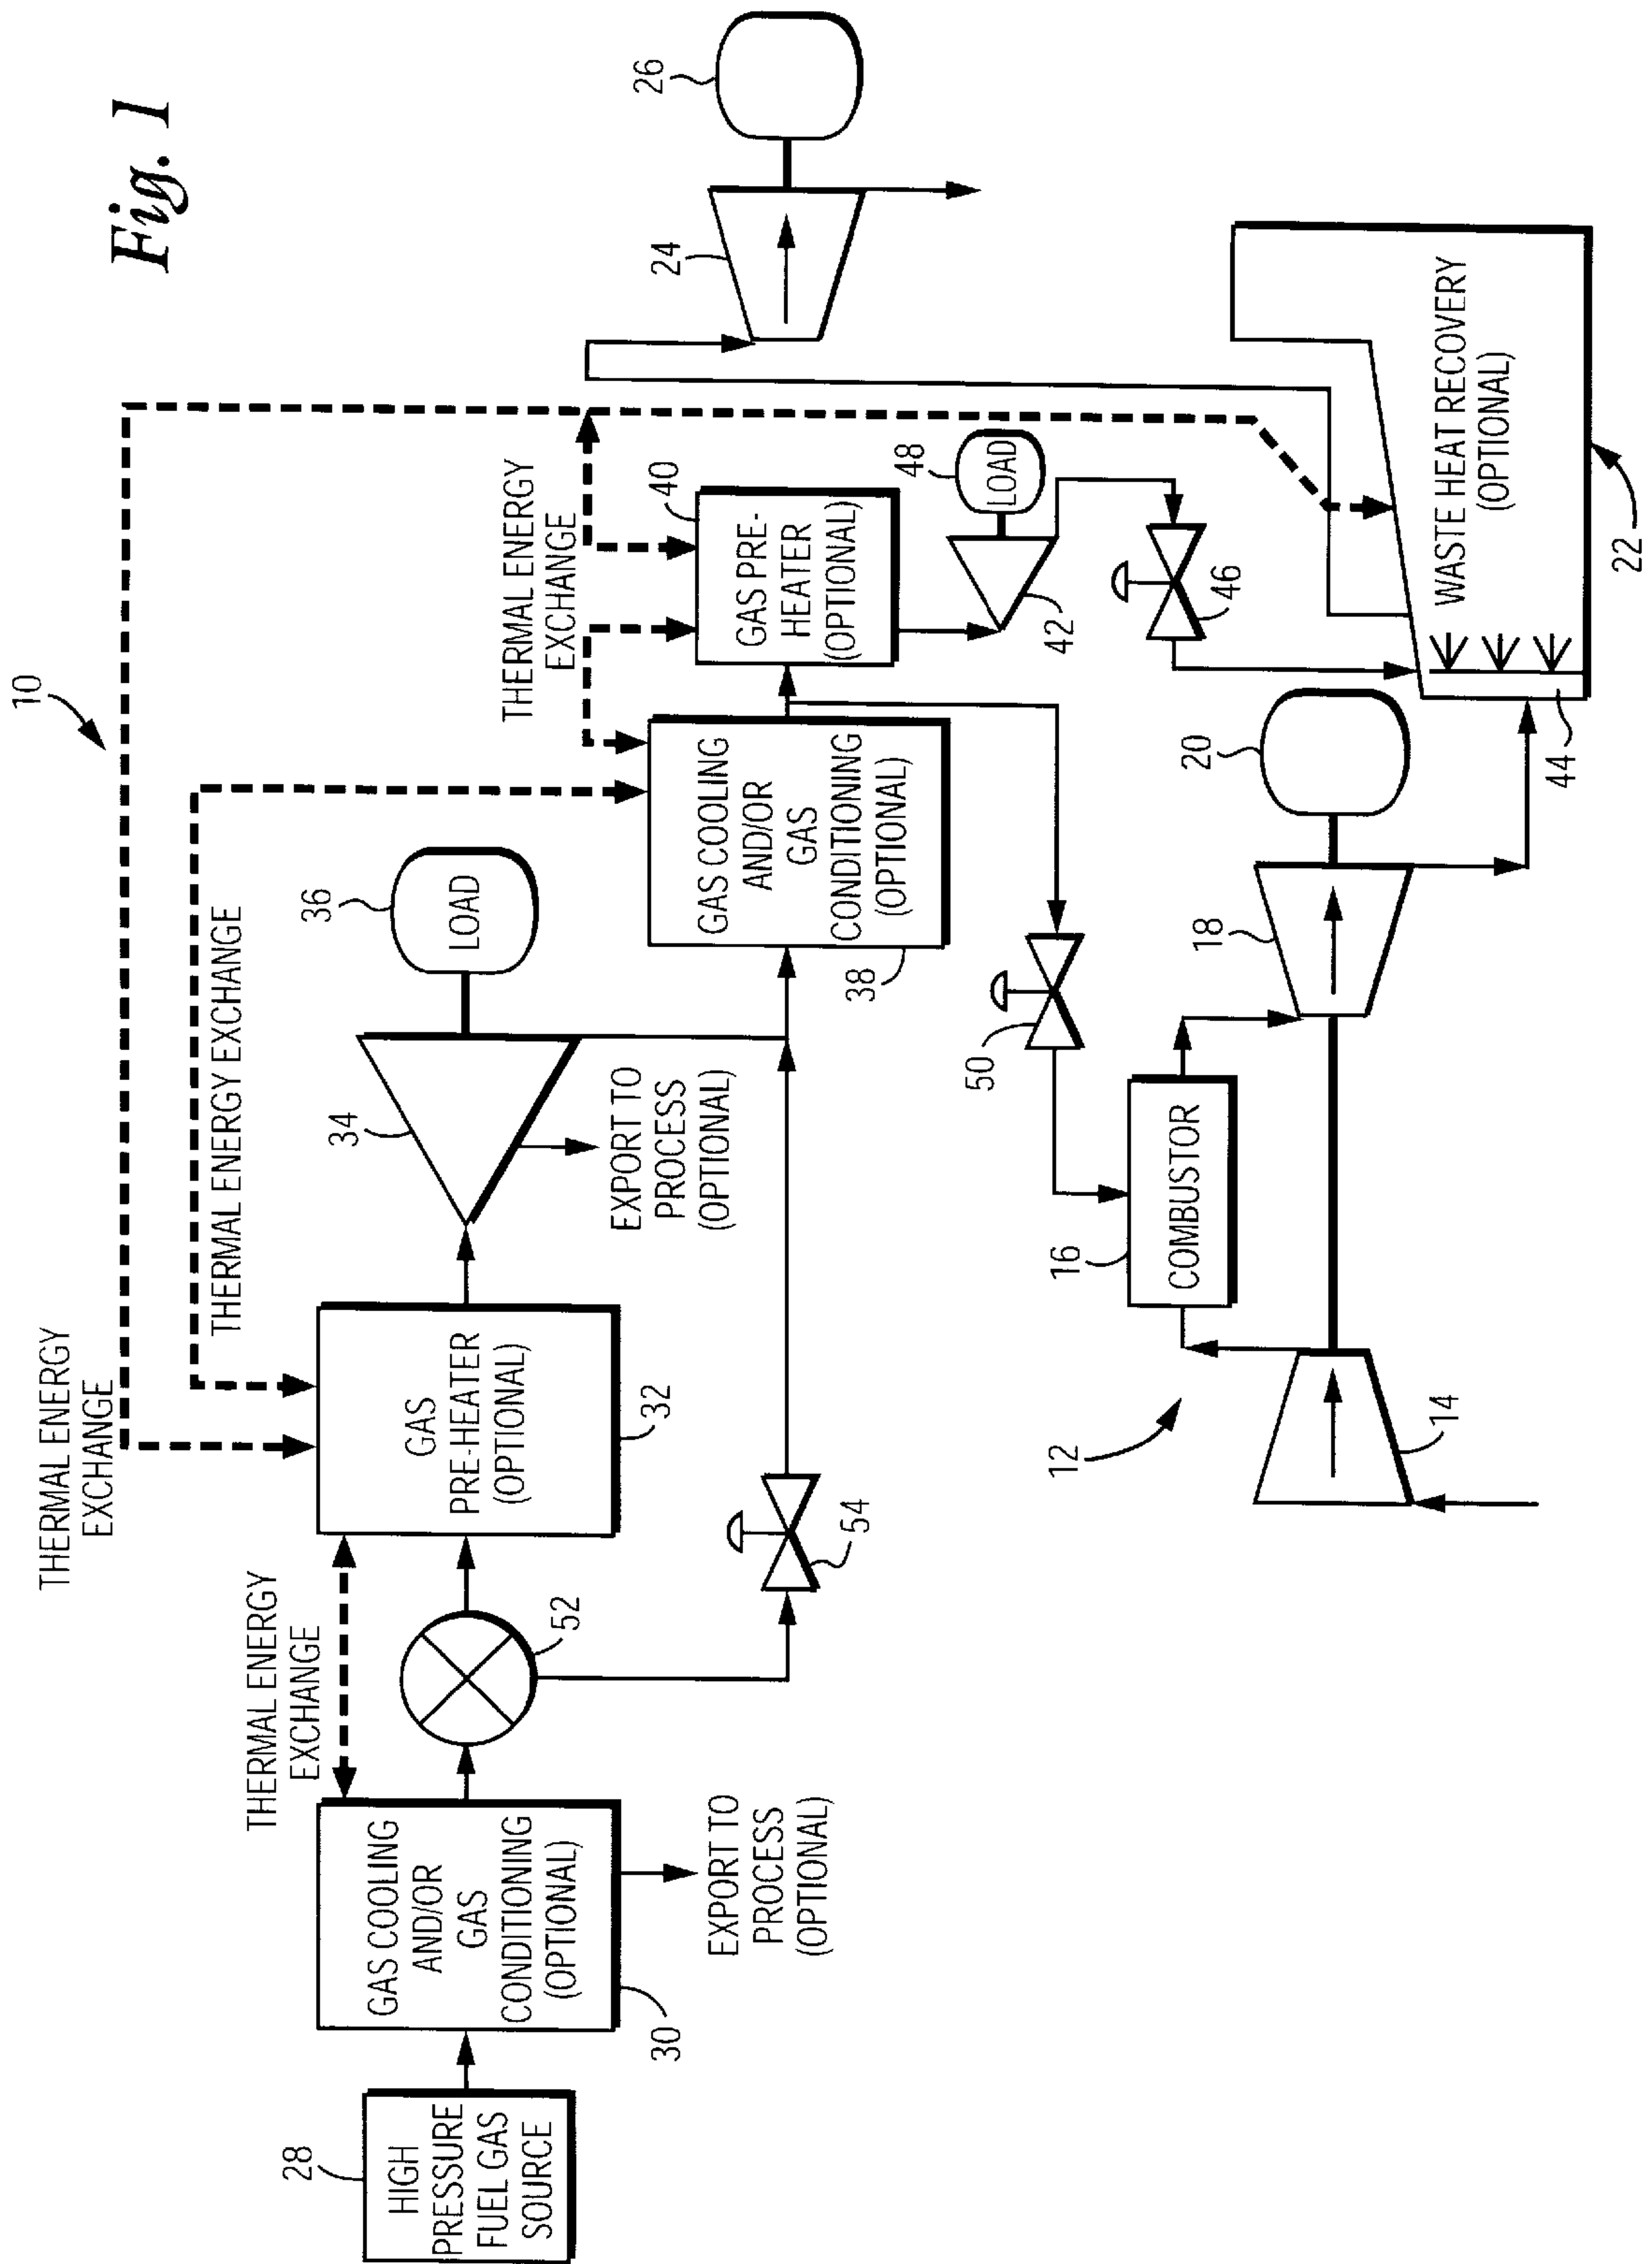 Fig. 1
10
THERMAL ENERGY
EXCHANGE
THERMAL ENERGY EXCHANGE
THERMAL ENERGY
EXCHANGE
THERMAL ENERGY
EXCHANGE
28
HIGH
PRESSURE
FUEL GAS
SOURCE
GAS COOLING
AND/OR
GAS
CONDITIONING
(OPTIONAL)
30
EXPORT TO
PROCESS
(OPTIONAL)
52
54
GAS
PRE-HEATER
(OPTIONAL)
32
34
36
LOAD
EXPORT TO
PROCESS
(OPTIONAL)
GAS COOLING
AND/OR
GAS
CONDITIONING
(OPTIONAL)
38
40
GAS PRE-
HEATER
(OPTIONAL)
42
48
LOAD
46
50
24
26
12
14
16
COMBUSTOR
18
20
44
WASTE HEAT RECOVERY
(OPTIONAL)
22